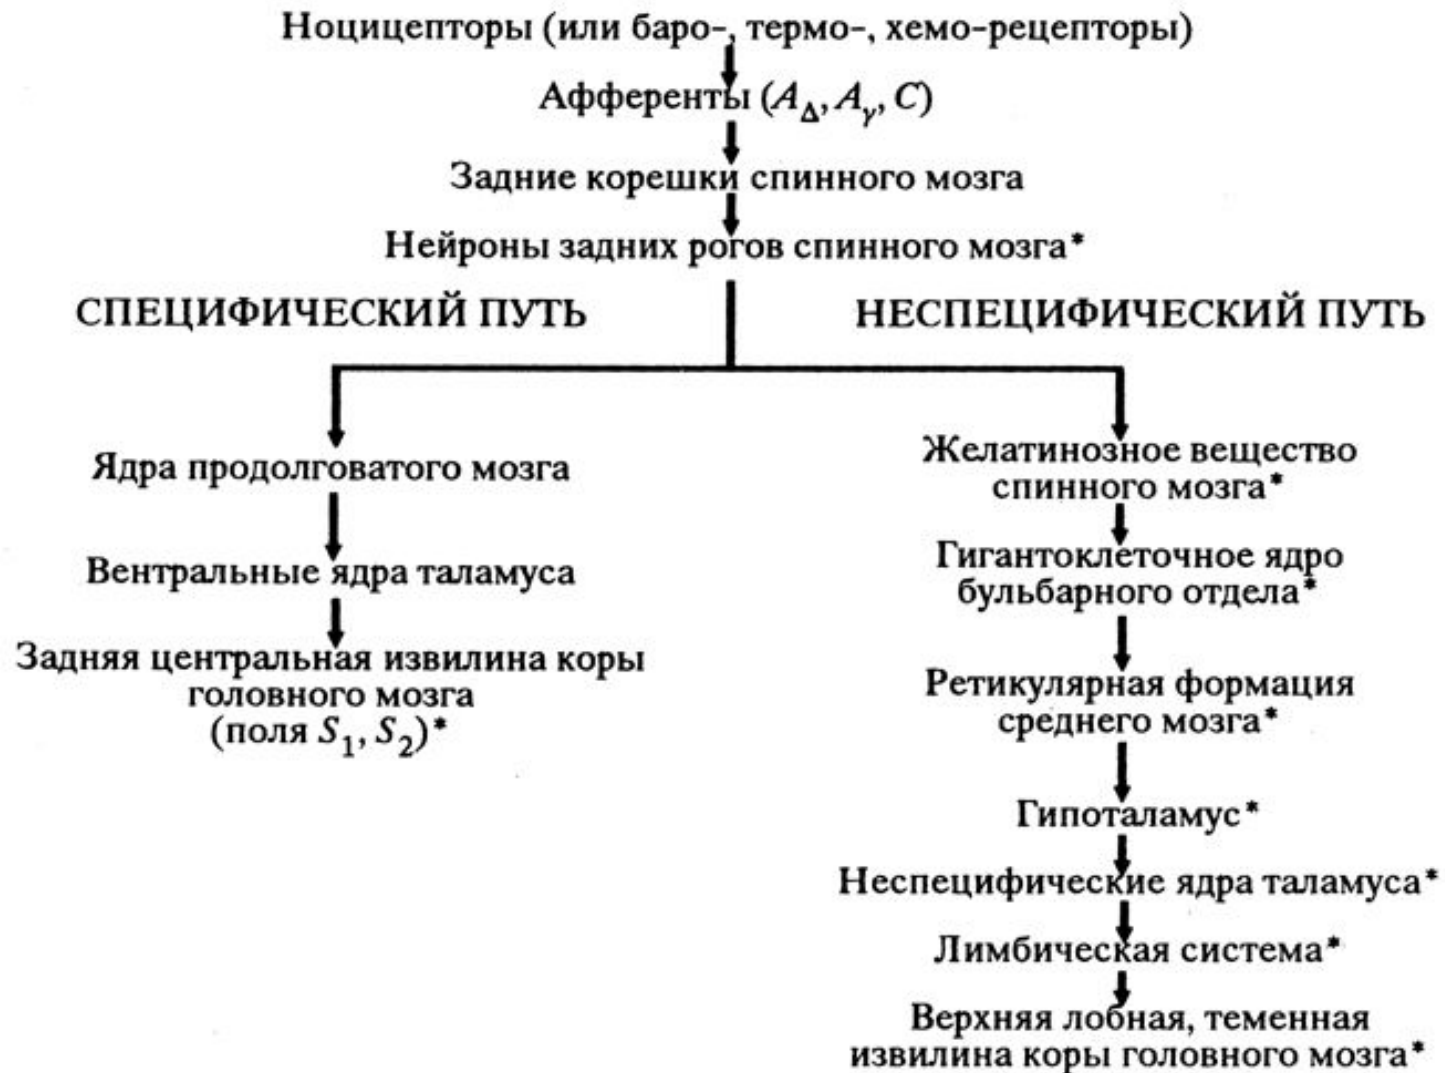 Ноцицепторы (или баро-, термо-, хемо-рецепторы)
Афференты (A_Δ, A_γ, C)
Задние корешки спинного мозга
Нейроны задних рогов спинного мозга*
СПЕЦИФИЧЕСКИЙ ПУТЬ
Ядра продолговатого мозга
Вентральные ядра таламуса
Задняя центральная извилина коры
головного мозга
(поля S₁, S₂)*
НЕСПЕЦИФИЧЕСКИЙ ПУТЬ
Желатинозное вещество
спинного мозга*
Гигантоклеточное ядро
бульбарного отдела*
Ретикулярная формация
среднего мозга*
Гипоталамус*
Неспецифические ядра таламуса*
Лимбическая система*
Верхняя лобная, теменная
извилина коры головного мозга*